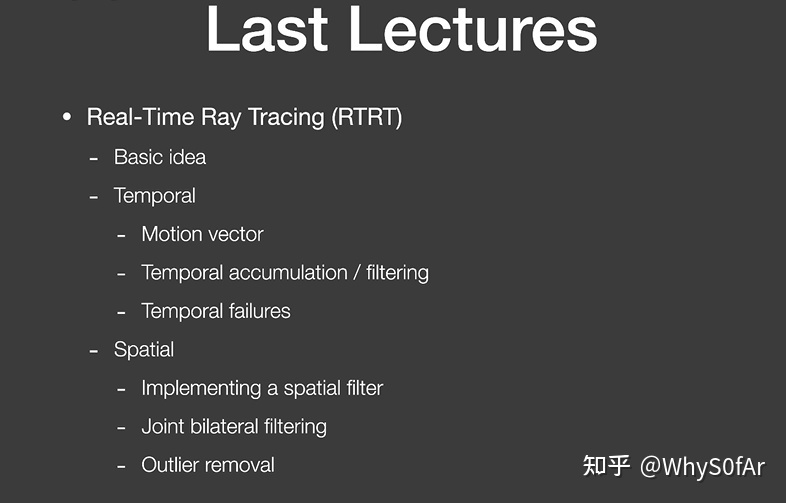 Last Lectures
• Real-Time Ray Tracing (RTRT)
- Basic idea
- Temporal
- Motion vector
- Temporal accumulation / filtering
- Temporal failures
- Spatial
- Implementing a spatial filter
- Joint bilateral filtering
- Outlier removal
知乎 @WhyS0fAr